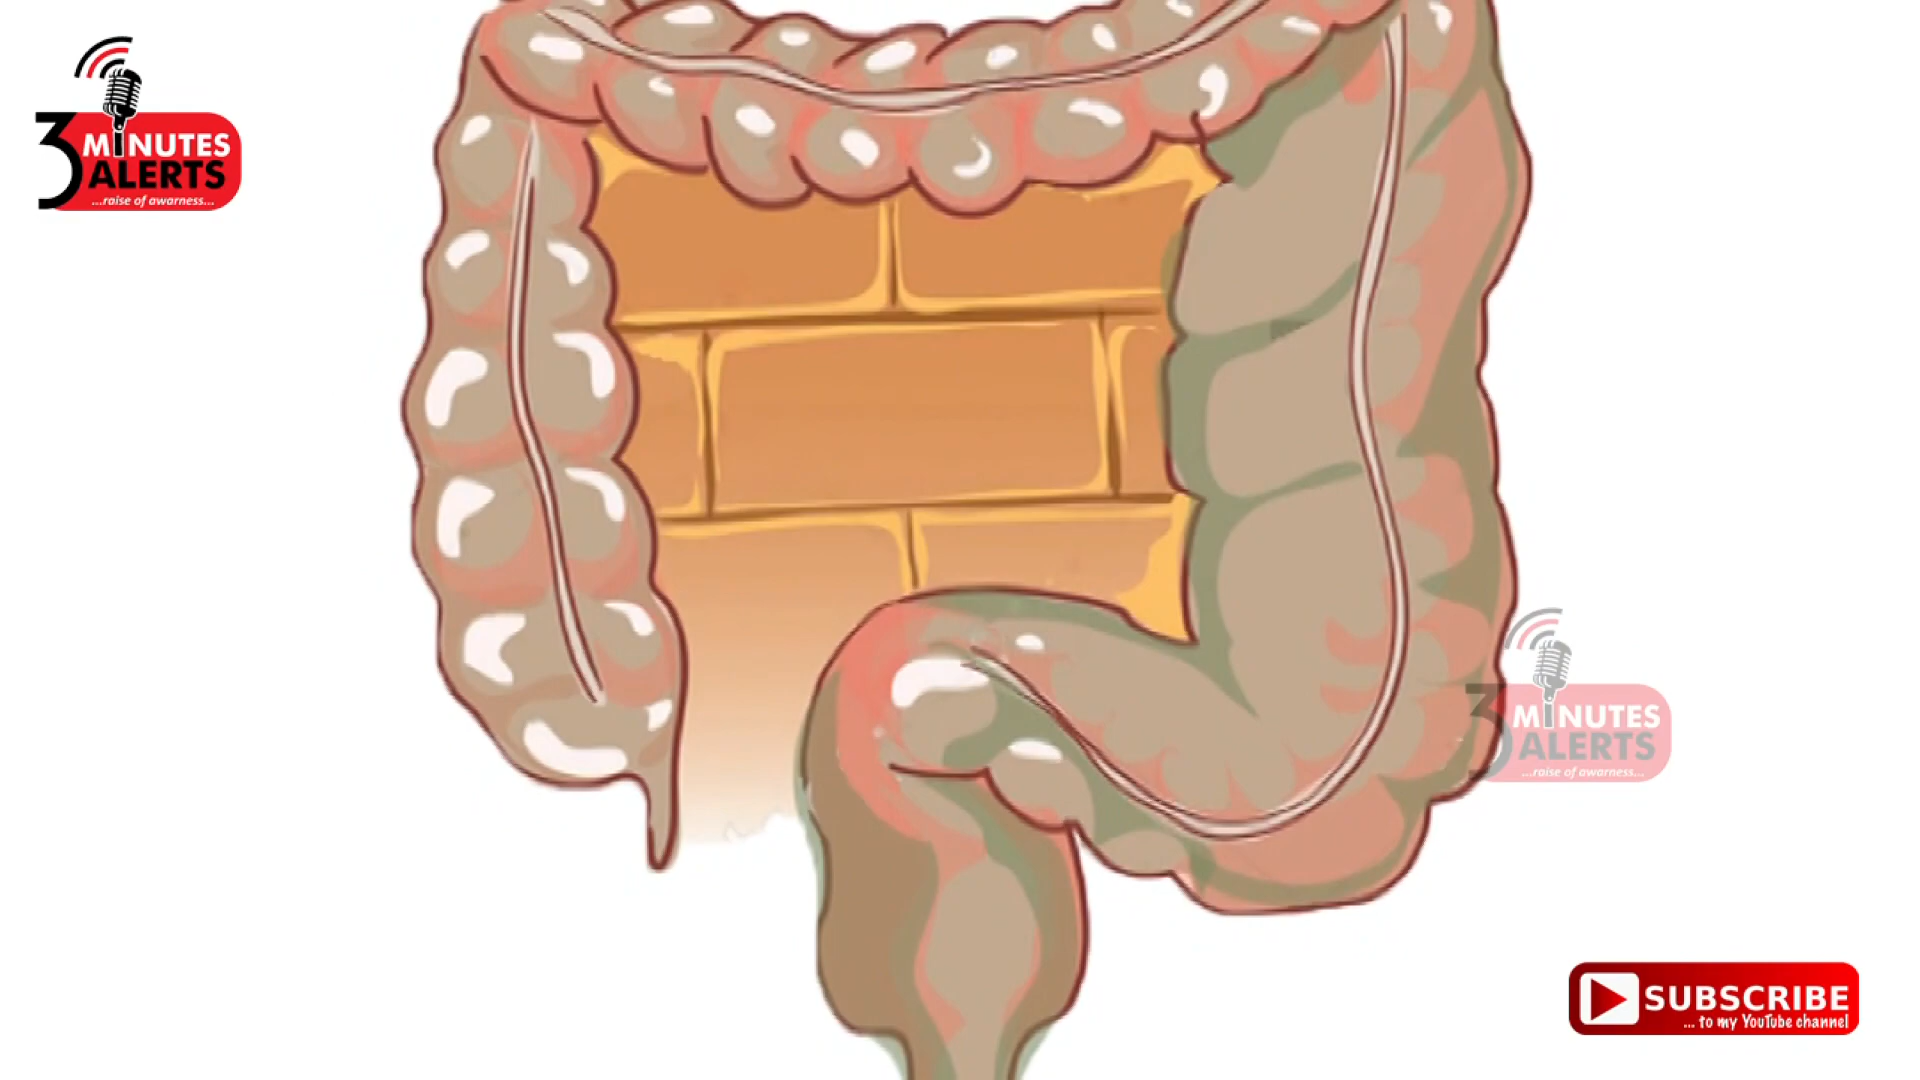 3 MINUTES
ALERTS
...raise of awarness...
3 MINUTES
ALERTS
...raise of awarness...
SUBSCRIBE
... to my YouTube channel